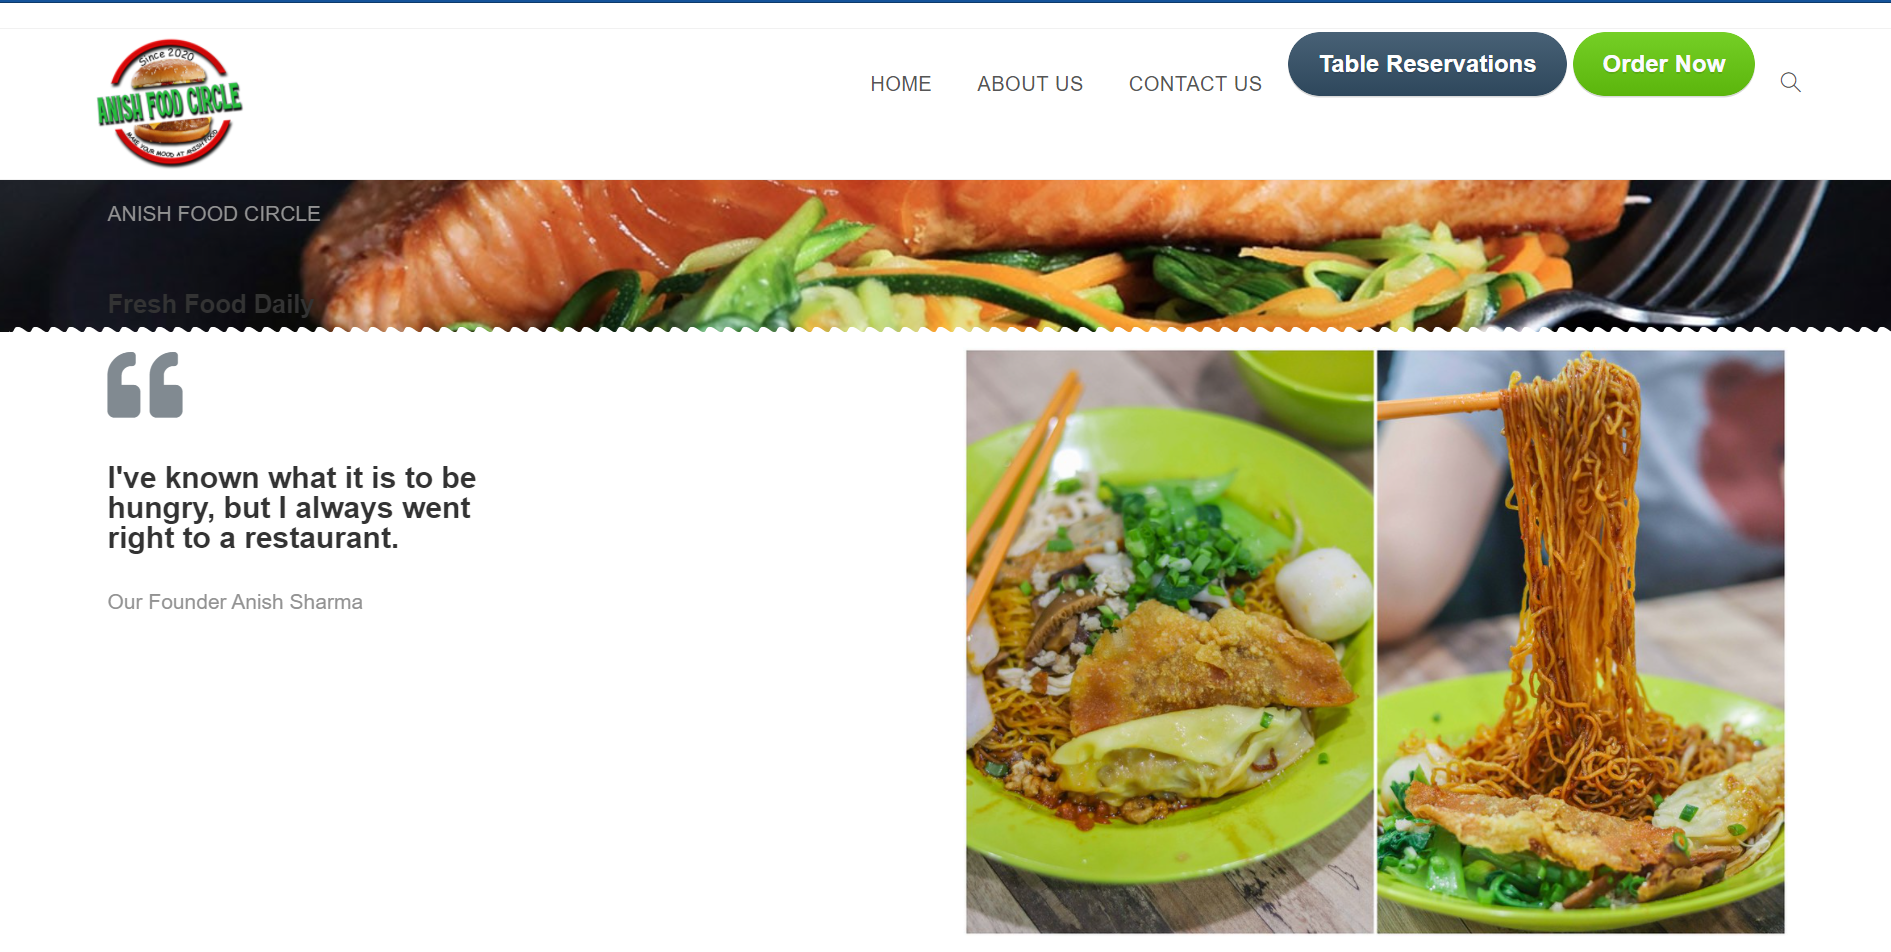 Since 2020
ANISH FOOD CIRCLE
MAKE YOUR MOOD AT ANISH FOOD
HOME
ABOUT US
CONTACT US
Table Reservations
Order Now
ANISH FOOD CIRCLE
Fresh Food Daily
I've known what it is to be
hungry, but I always went
right to a restaurant.
Our Founder Anish Sharma